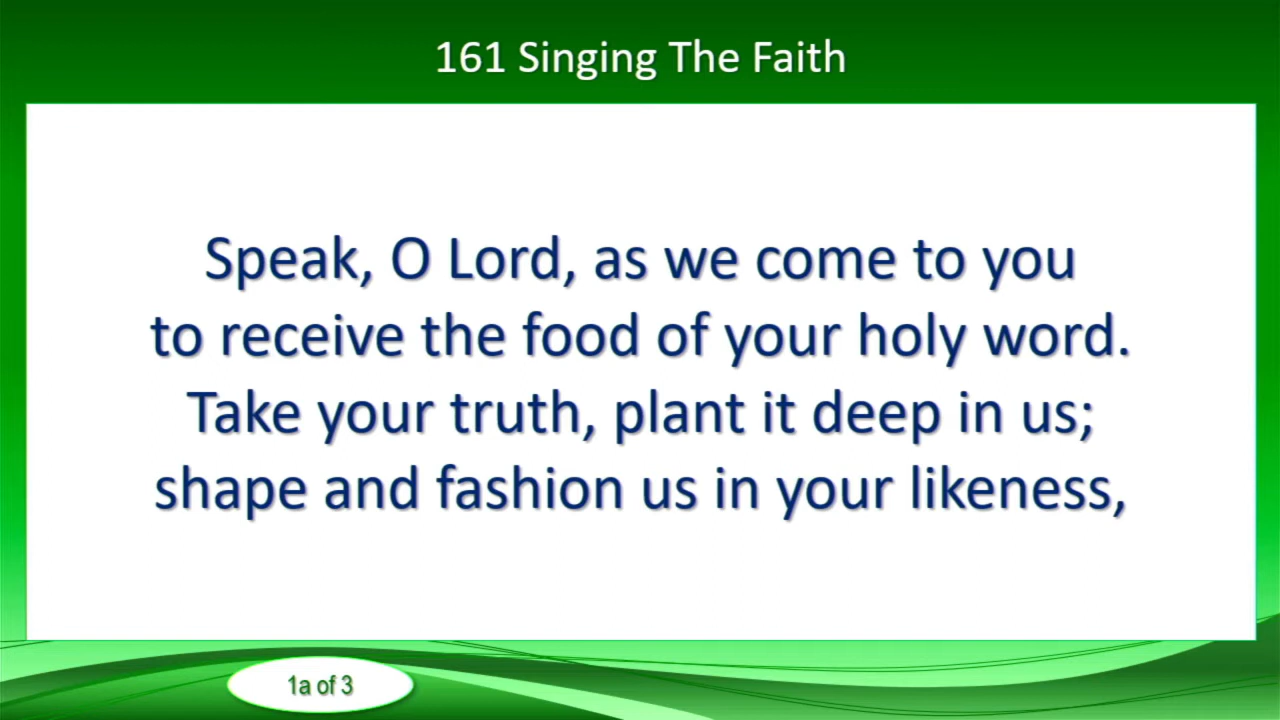 161 Singing The Faith
Speak, O Lord, as we come to you
to receive the food of your holy word.
Take your truth, plant it deep in us;
shape and fashion us in your likeness,
1a of 3